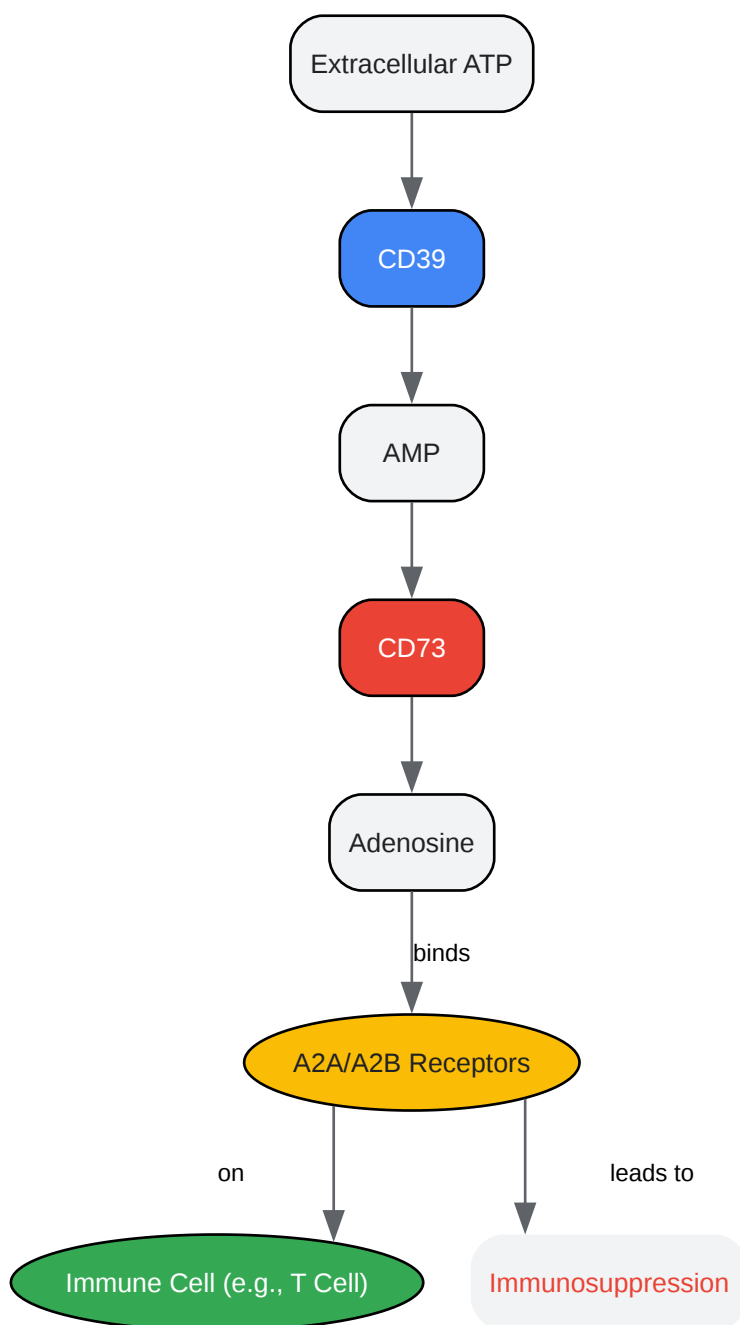 Extracellular ATP
CD39
AMP
CD73
Adenosine
binds
A2A/A2B Receptors
on
leads to
Immune Cell (e.g., T Cell)
Immunosuppression